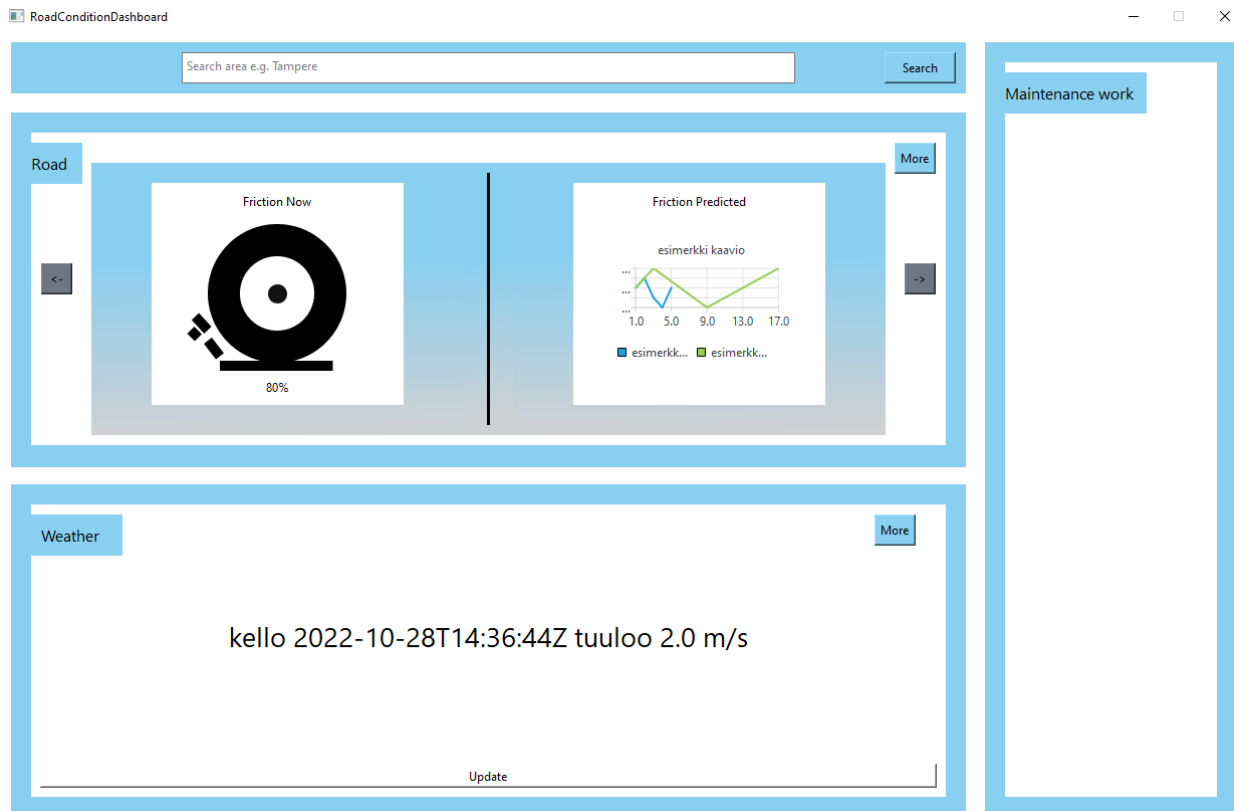 RoadConditionDashboard
Search area e.g. Tampere
Search
Maintenance work
Road
More
Friction Now
Friction Predicted
esimerkki kaavio
<-
->
...
...
...
1.0 5.0 9.0 13.0 17.0
esimerkk... esimerkk...
80%
Weather
More
kello 2022-10-28T14:36:44Z tuuloo 2.0 m/s
Update